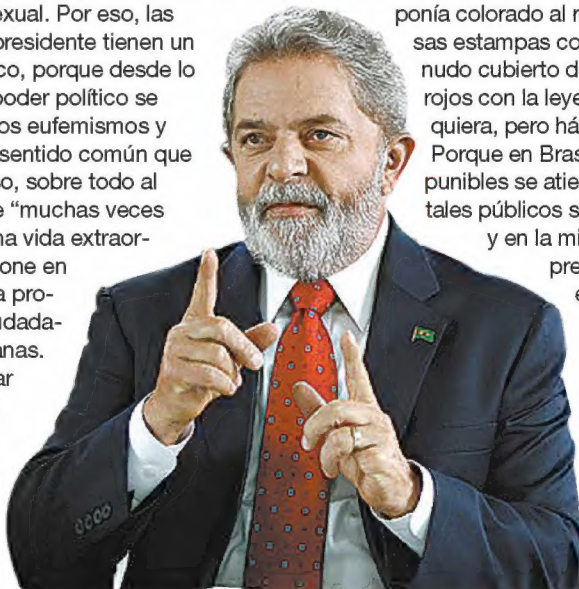 exual. Por eso, las
presidente tienen un
co, porque desde lo
poder político se
os eufemismos y
sentido común que
so, sobre todo al
e “muchas veces
na vida extraor-
one en
a pro-
udada-
anas.
ar
ponía colorado al
sas estampas co
nudo cubierto d
rojos con la leye
quiera, pero há
Porque en Bras
punibles se atie
tales públicos s
y en la mi
pre
e